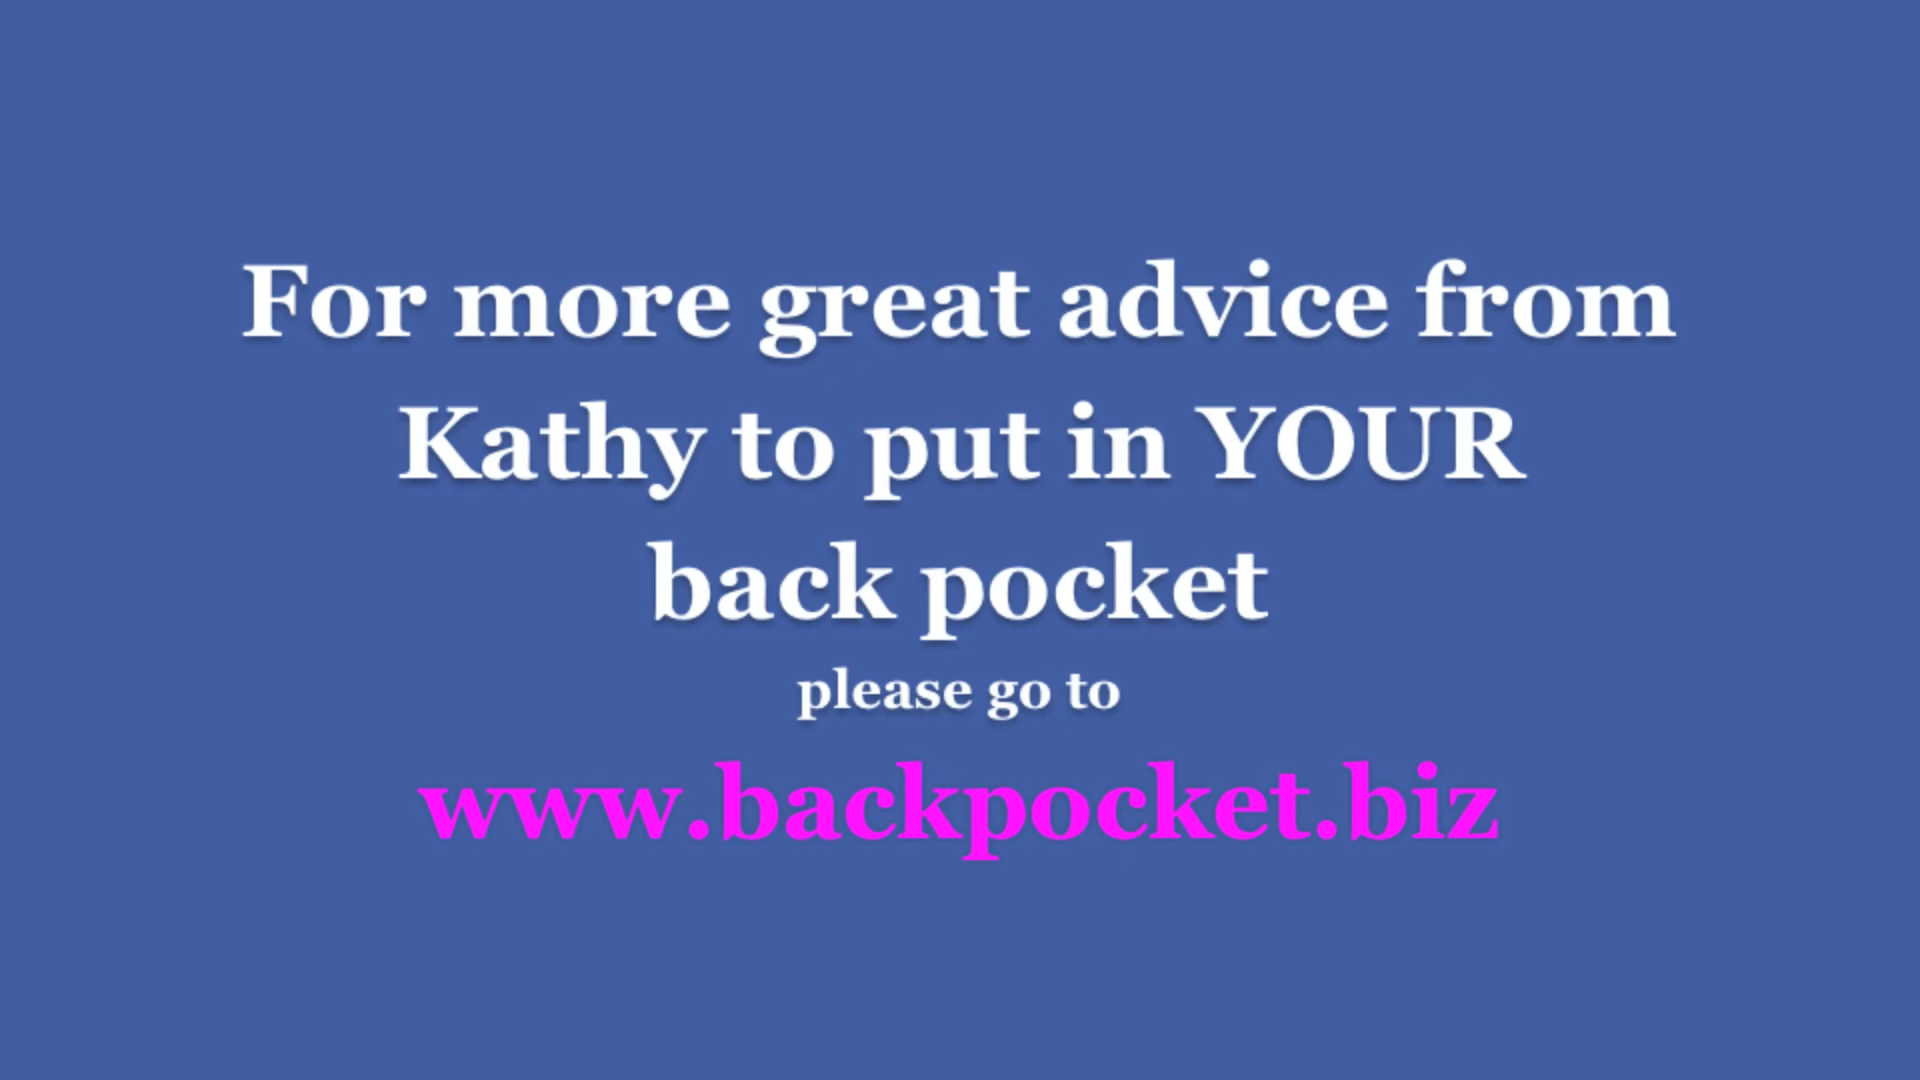 For more great advice from
Kathy to put in YOUR
back pocket
please go to
www.backpocket.biz